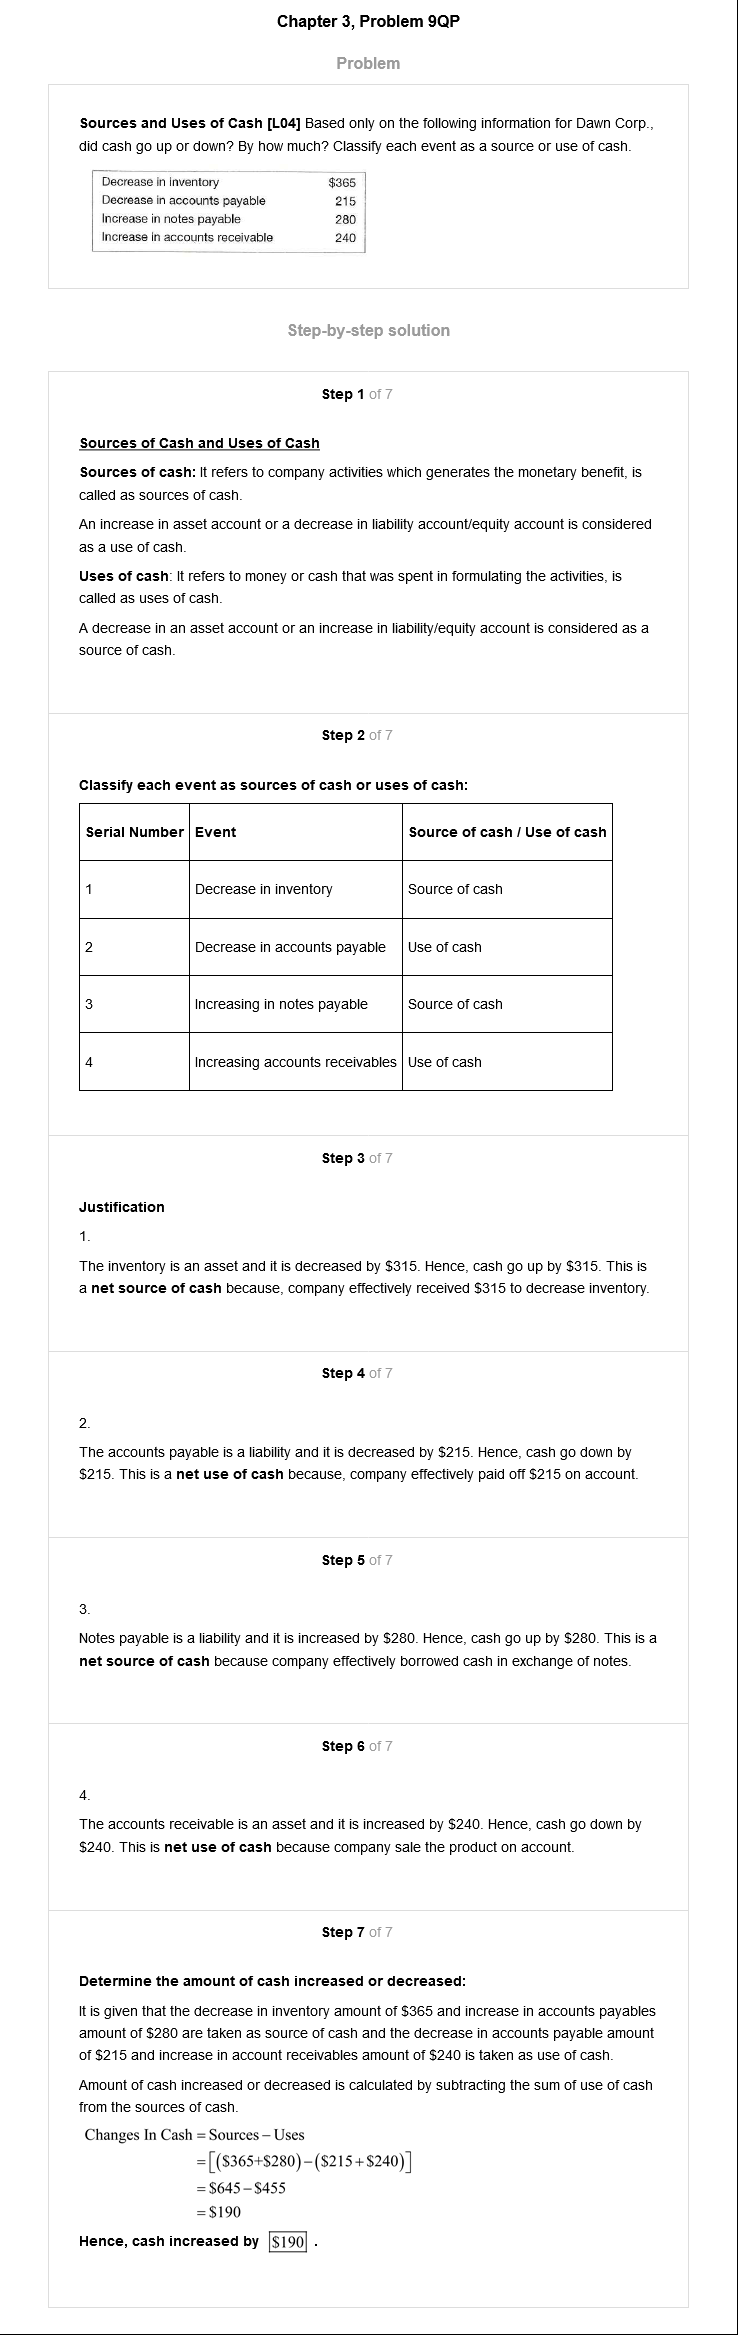 Chapter 3, Problem 9QP
Problem
Sources and Uses of Cash [L04] Based only on the following information for Dawn Corp.,
did cash go up or down? By how much? Classify each event as a source or use of cash.
Decrease in inventory $365
Decrease in accounts payable 215
Increase in notes payable 280
Increase in accounts receivable 240
Step-by-step solution
Step 1 of 7
Sources of Cash and Uses of Cash
Sources of cash: It refers to company activities which generates the monetary benefit, is
called as sources of cash.
An increase in asset account or a decrease in liability account/equity account is considered
as a use of cash.
Uses of cash: It refers to money or cash that was spent in formulating the activities, is
called as uses of cash.
A decrease in an asset account or an increase in liability/equity account is considered as a
source of cash.
Step 2 of 7
Classify each event as sources of cash or uses of cash:
Serial Number Event Source of cash / Use of cash
1 Decrease in inventory Source of cash
2 Decrease in accounts payable Use of cash
3 Increasing in notes payable Source of cash
4 Increasing accounts receivables Use of cash
Step 3 of 7
Justification
1.
The inventory is an asset and it is decreased by $315. Hence, cash go up by $315. This is
a net source of cash because, company effectively received $315 to decrease inventory.
Step 4 of 7
2.
The accounts payable is a liability and it is decreased by $215. Hence, cash go down by
$215. This is a net use of cash because, company effectively paid off $215 on account.
Step 5 of 7
3.
Notes payable is a liability and it is increased by $280. Hence, cash go up by $280. This is a
net source of cash because company effectively borrowed cash in exchange of notes.
Step 6 of 7
4.
The accounts receivable is an asset and it is increased by $240. Hence, cash go down by
$240. This is net use of cash because company sale the product on account.
Step 7 of 7
Determine the amount of cash increased or decreased:
It is given that the decrease in inventory amount of $365 and increase in accounts payables
amount of $280 are taken as source of cash and the decrease in accounts payable amount
of $215 and increase in account receivables amount of $240 is taken as use of cash.
Amount of cash increased or decreased is calculated by subtracting the sum of use of cash
from the sources of cash.
Changes In Cash = Sources – Uses
= [($365+$280) – ($215 + $240)]
= $645 – $455
= $190
Hence, cash increased by $190 .